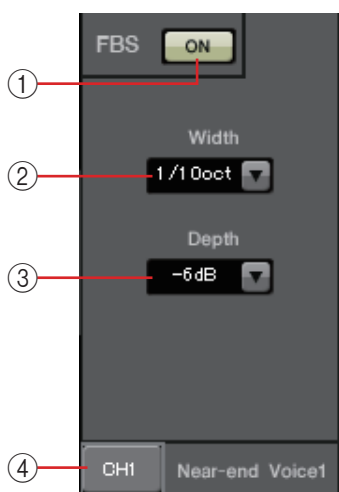 FBS ON
①
Width
② 1/10oct
Depth
③ -6dB
④ CH1 Near-end Voice1